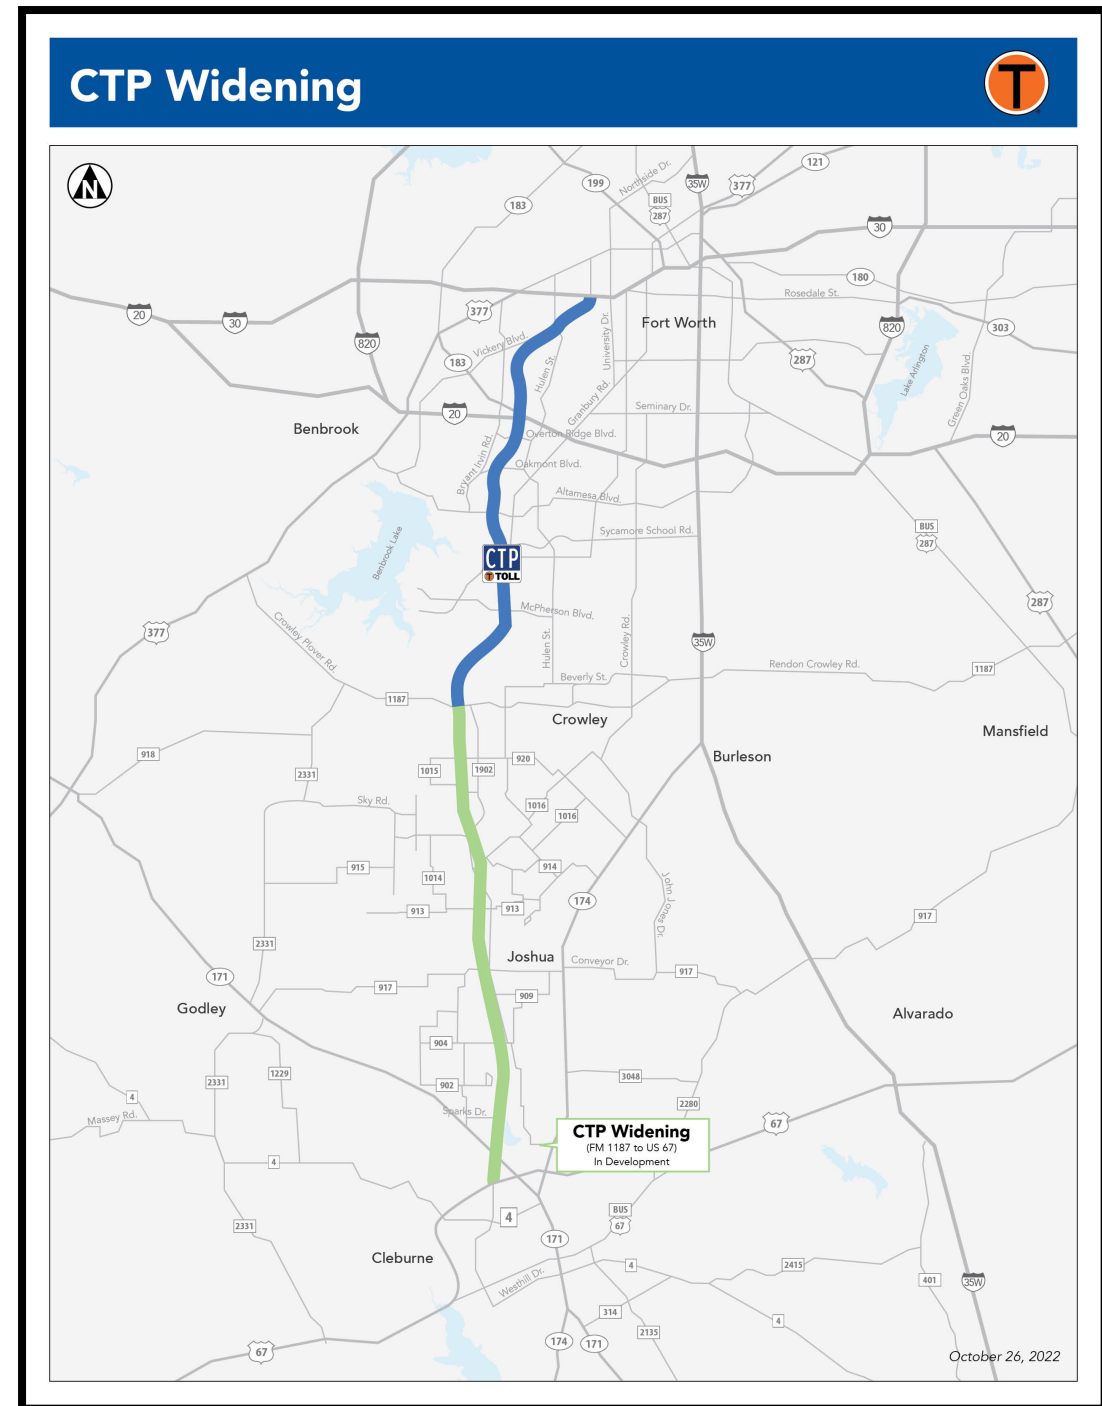 CTP Widening
T
N
121
199
Northside Dr.
35W
377
183
BUS
287
30
180
Rosedale St.
20
30
377
820
Fort Worth
820
303
Vickery Blvd.
183
Hulen St.
University Dr.
287
Lake Arlington
Green Oaks Blvd.
Granbury Rd.
20
Seminary Dr.
Benbrook
Overton Ridge Blvd.
20
Bryant Irvin Rd.
Oakmont Blvd.
Altamesa Blvd.
Sycamore School Rd.
BUS
287
Benbrook Lake
CTP
T TOLL
287
McPherson Blvd.
377
Crowley Plover Rd.
Hulen St.
Crowley Rd.
35W
Beverly St.
Rendon Crowley Rd.
1187
1187
Crowley
Mansfield
918
Burleson
920
1015
1902
2331
Sky Rd.
1016
1016
915
914
1014
John Jones Dr.
174
913
913
917
2331
Joshua
Conveyor Dr.
917
171
917
909
Godley
Alvarado
904
1229
2331
902
3048
4
2280
Massey Rd.
Sparks Dr.
67
CTP Widening
(FM 1187 to US 67)
In Development
4
2331
4
BUS
67
171
Cleburne
4
2415
Westhill Dr.
401
35W
314
4
2135
174
171
67
October 26, 2022